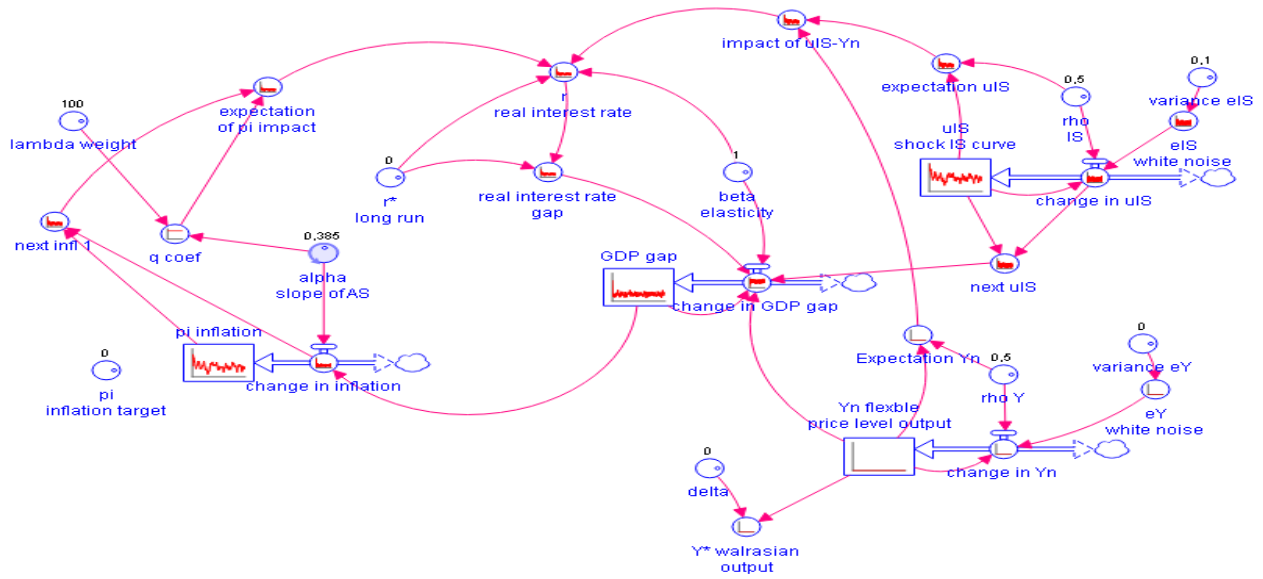 impact of uIS-Yn
expectation uIS
0,1
variance eIS
0,5
rho
IS
eIS
white noise
uIS
shock IS curve
change in uIS
next uIS
r
real interest rate
expectation
of pi impact
100
lambda weight
0
r*
long run
real interest rate
gap
1
beta
elasticity
next infl 1
q coef
0,385
alpha
slope of AS
GDP gap
change in GDP gap
pi inflation
change in inflation
0
pi
inflation target
Expectation Yn
0,5
rho Y
0
variance eY
eY
white noise
Yn flexble
price level output
change in Yn
0
delta
Y* walrasian
output